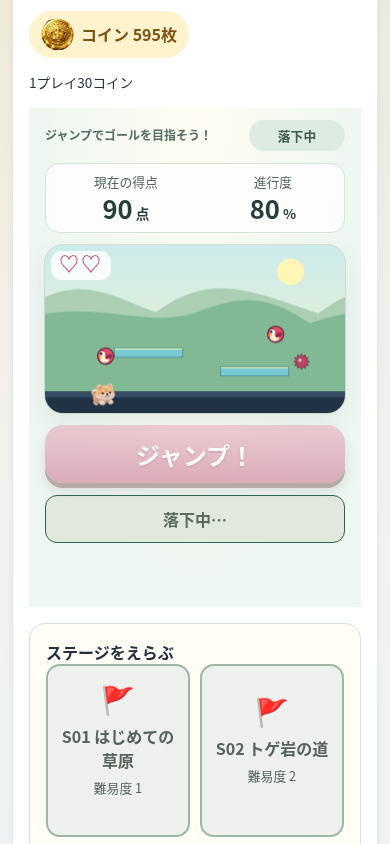 コイン 595枚
1プレイ30コイン
ジャンプでゴールを目指そう！
落下中
現在の得点
進行度
90 点
80 %
ジャンプ！
落下中…
ステージをえらぶ
S01 はじめての
草原
難易度 1
S02 トゲ岩の道
難易度 2